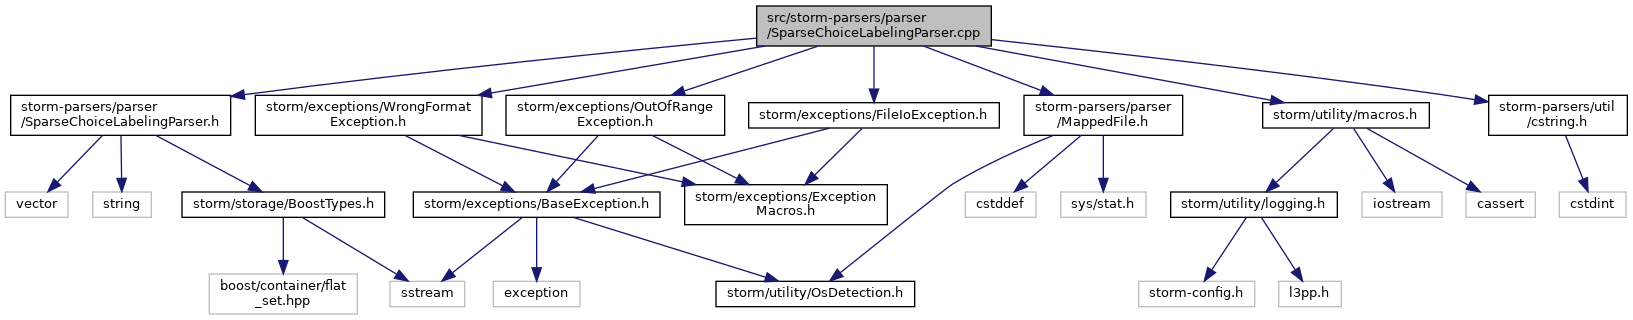 src/storm-parsers/parser
/SparseChoiceLabelingParser.cpp
storm-parsers/parser
/SparseChoiceLabelingParser.h
storm/exceptions/WrongFormat
Exception.h
storm/exceptions/OutOfRange
Exception.h
storm/exceptions/FileIoException.h
storm-parsers/parser
/MappedFile.h
storm/utility/macros.h
storm-parsers/util
/cstring.h
vector
string
storm/storage/BoostTypes.h
storm/exceptions/BaseException.h
storm/exceptions/Exception
Macros.h
cstddef
sys/stat.h
storm/utility/logging.h
iostream
cassert
cstdint
boost/container/flat
_set.hpp
sstream
exception
storm/utility/OsDetection.h
storm-config.h
l3pp.h